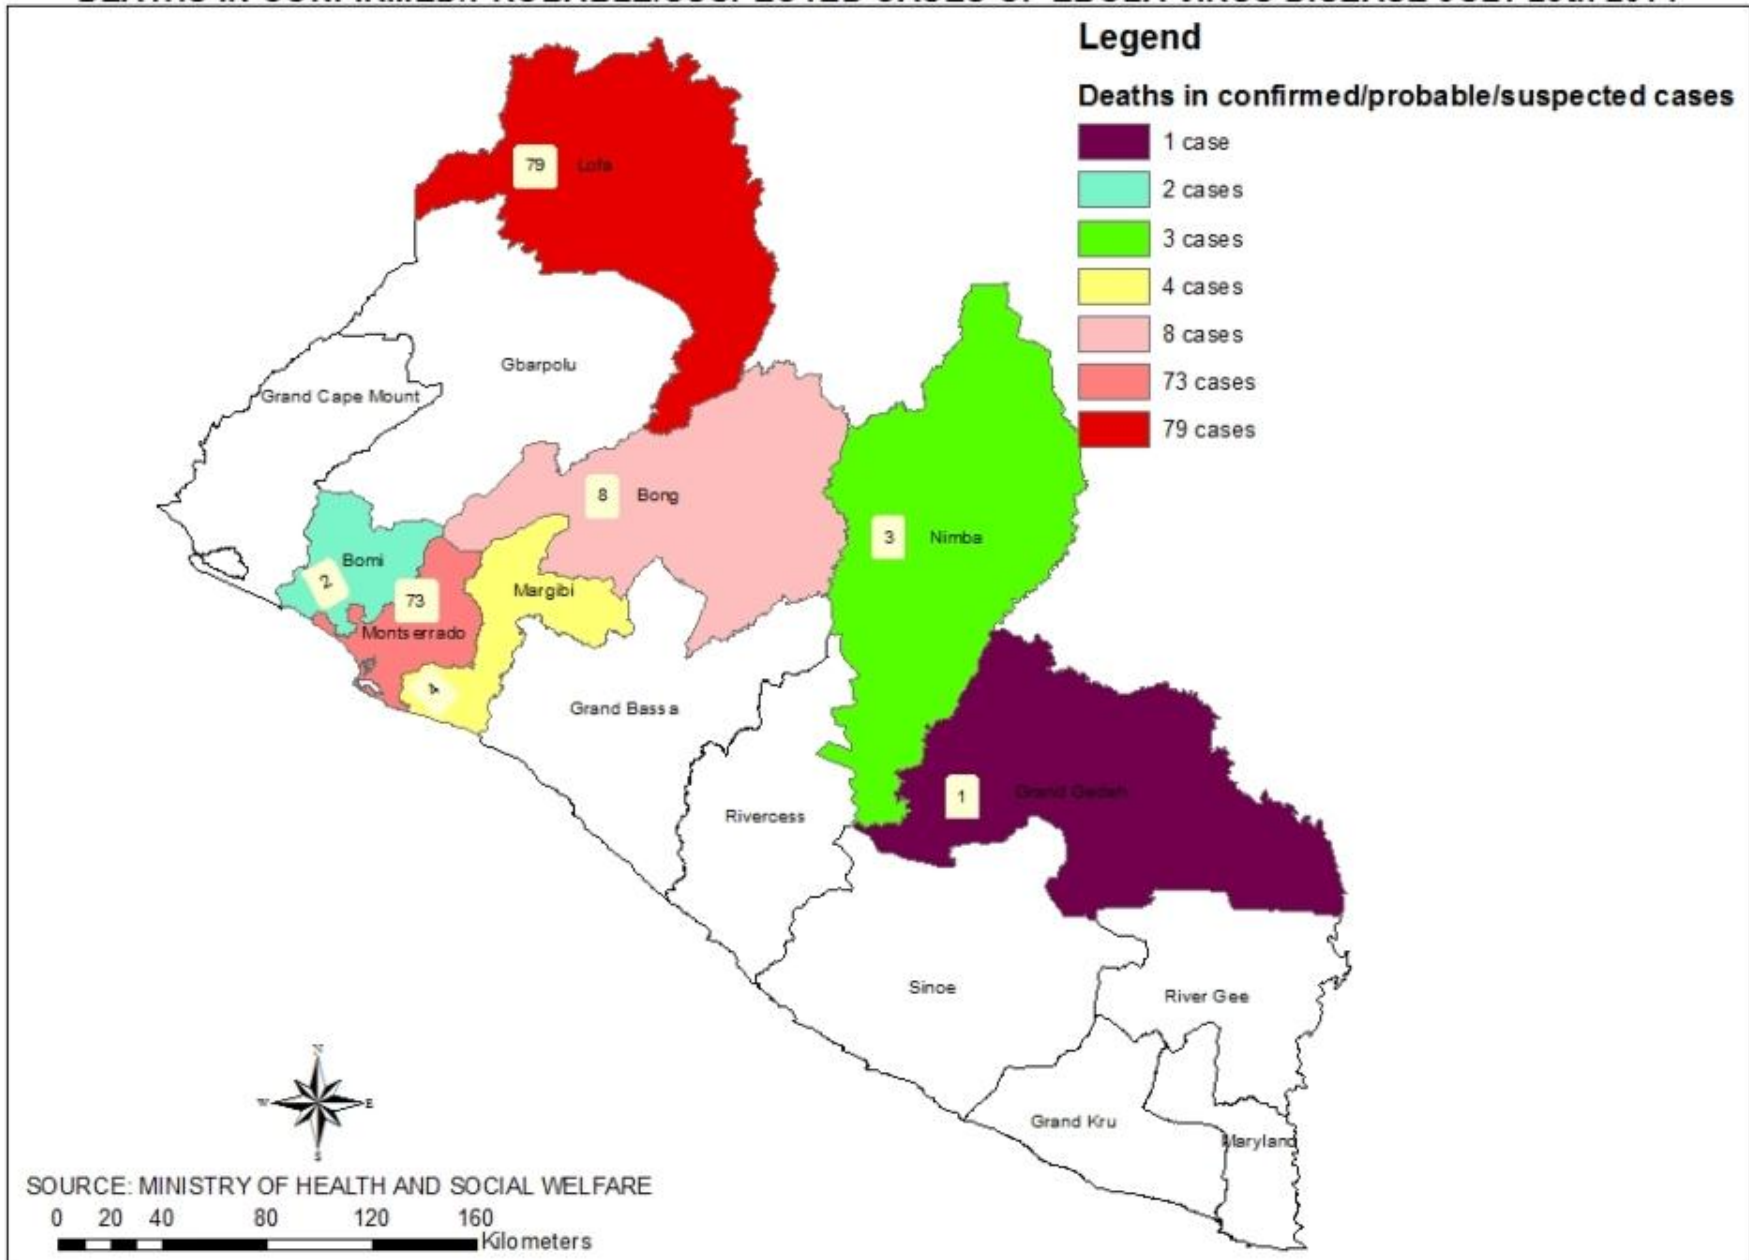 Legend
Deaths in confirmed/probable/suspected cases
1 case
2 cases
3 cases
4 cases
8 cases
73 cases
79 cases
79 Lofa
Gbarpolu
Grand Cape Mount
8 Bong
3 Nimba
Bomi
2
73
Margibi
Montserrado
4
Grand Bassa
1 Grand Gedeh
Rivercess
Sinoe
River Gee
Grand Kru
Maryland
N
W E
S
SOURCE: MINISTRY OF HEALTH AND SOCIAL WELFARE
0 20 40 80 120 160
Kilometers